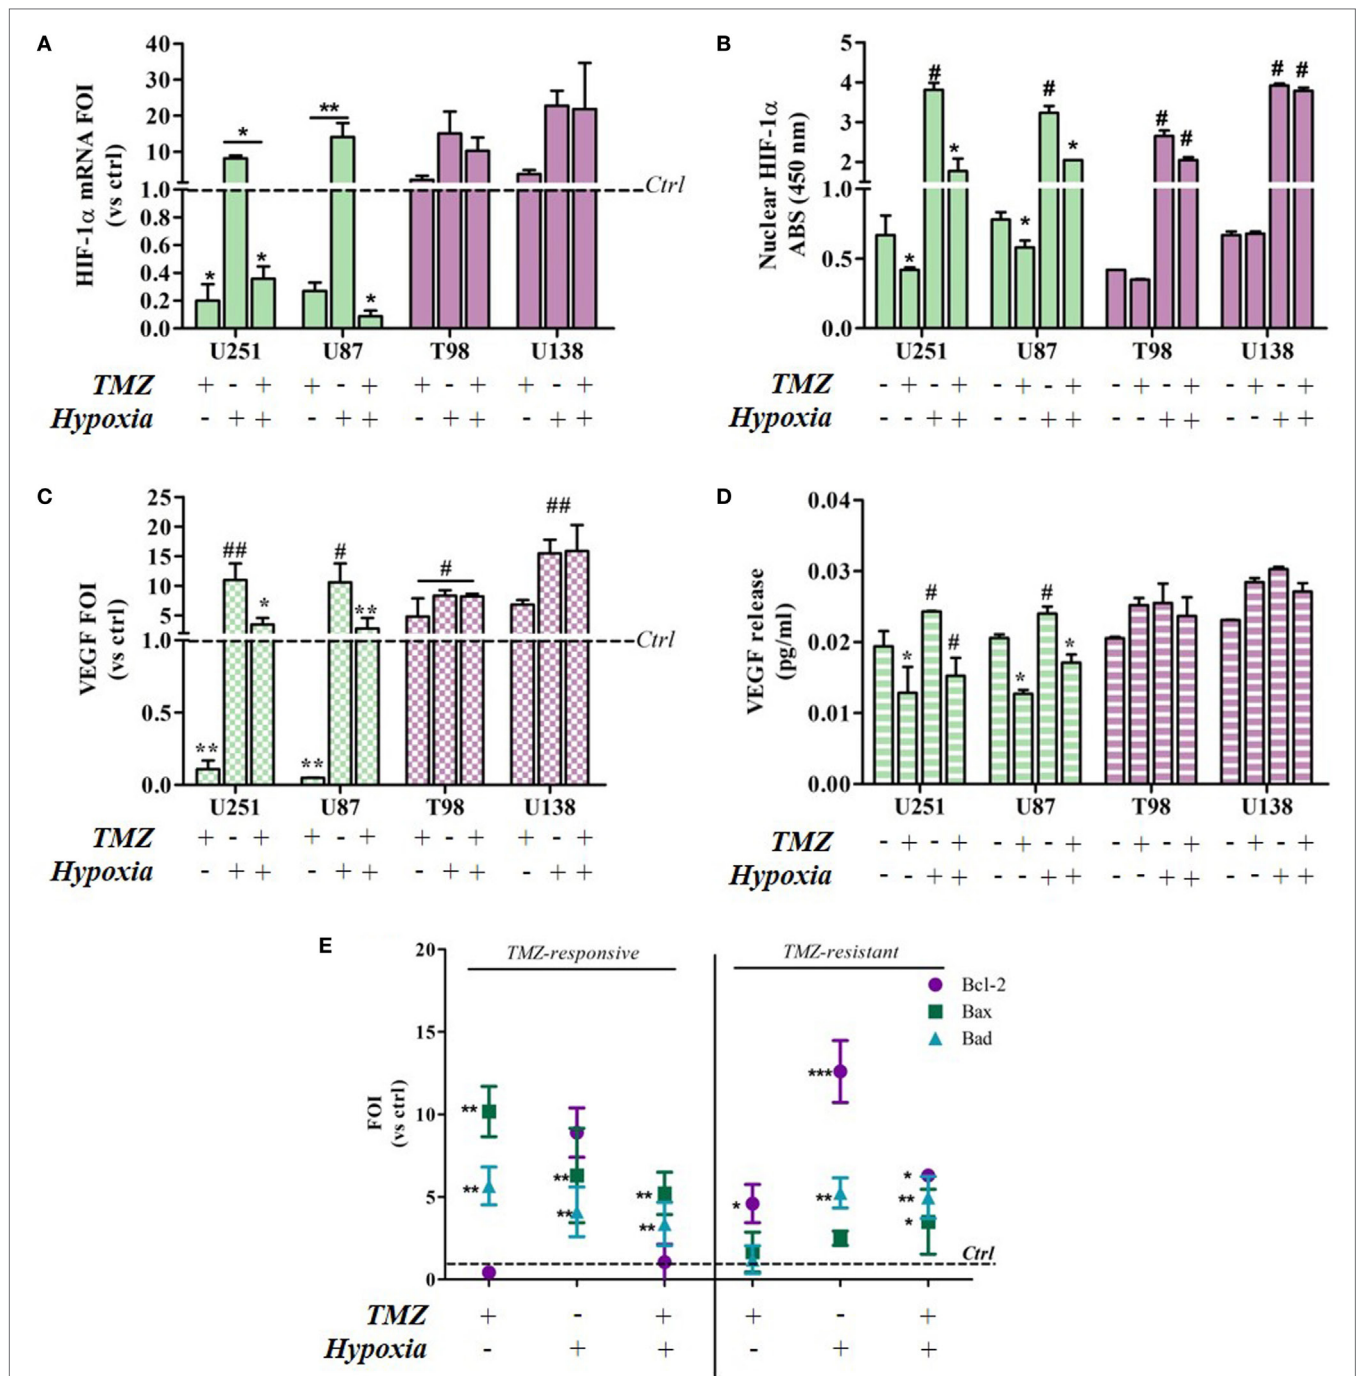 A
HIF-1α mRNA FOI
(vs ctrl)
40
30
20
10
1.0
0.8
0.6
0.4
0.2
0.0
* * * ** *
Ctrl
U251 U87 T98 U138
TMZ + - + + - + + - + + - +
Hypoxia - + + - + + - + + - + +
B
Nuclear HIF-1α
ABS (450 nm)
5
4
3
2
1.0
0.5
0.0
* # * * # * # # # #
U251 U87 T98 U138
TMZ - + - + - + - + - + - + - + - +
Hypoxia - - + + - - + + - - + + - - + +
C
VEGF FOI
(vs ctrl)
25
20
15
10
5
1.0
0.5
0.0
** ## * ** # ** # ##
Ctrl
U251 U87 T98 U138
TMZ + - + + - + + - + + - +
Hypoxia - + + - + + - + + - + +
D
VEGF release
(pg/ml)
0.04
0.03
0.02
0.01
0.00
* # # * # *
U251 U87 T98 U138
TMZ - + - + - + - + - + - + - + - +
Hypoxia - - + + - - + + - - + + - - + +
E
FOI
(vs ctrl)
20
15
10
5
0
TMZ-responsive
TMZ-resistant
Bcl-2
Bax
Bad
** ** ** ** ** ** * *** ** * ** *
Ctrl
TMZ + - + + - +
Hypoxia - + + - + +